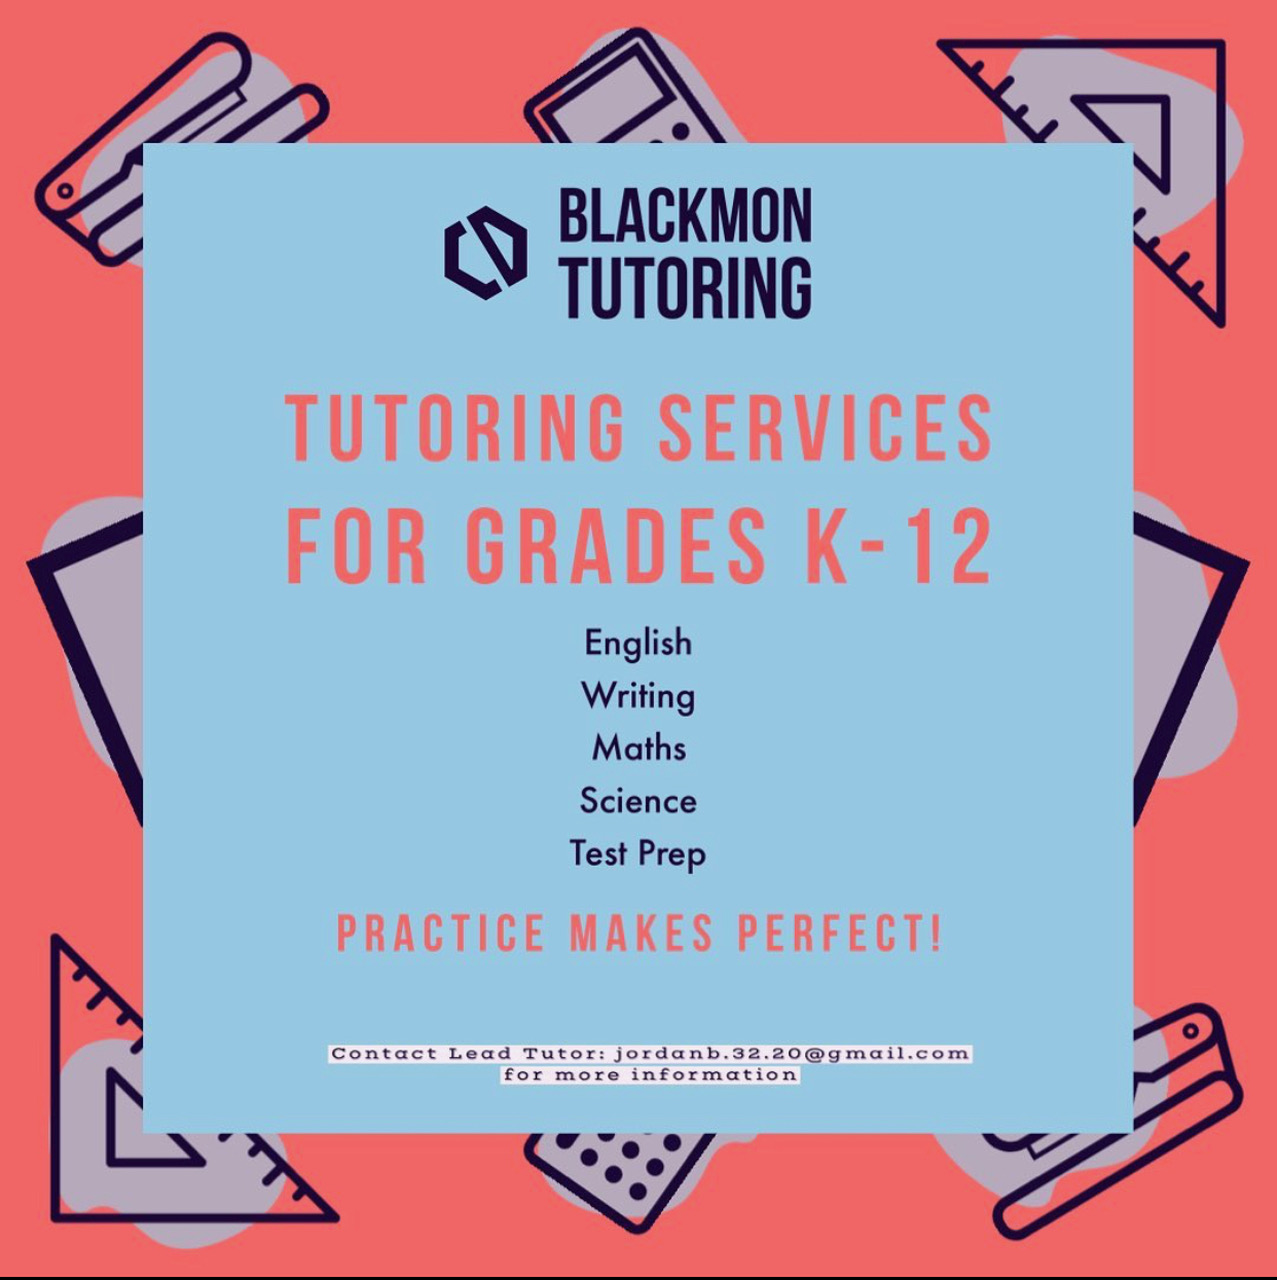 BLACKMON
TUTORING
TUTORING SERVICES
FOR GRADES K-12
English
Writing
Maths
Science
Test Prep
PRACTICE MAKES PERFECT!
Contact Lead Tutor: jordanb.32.20@gmail.com
for more information